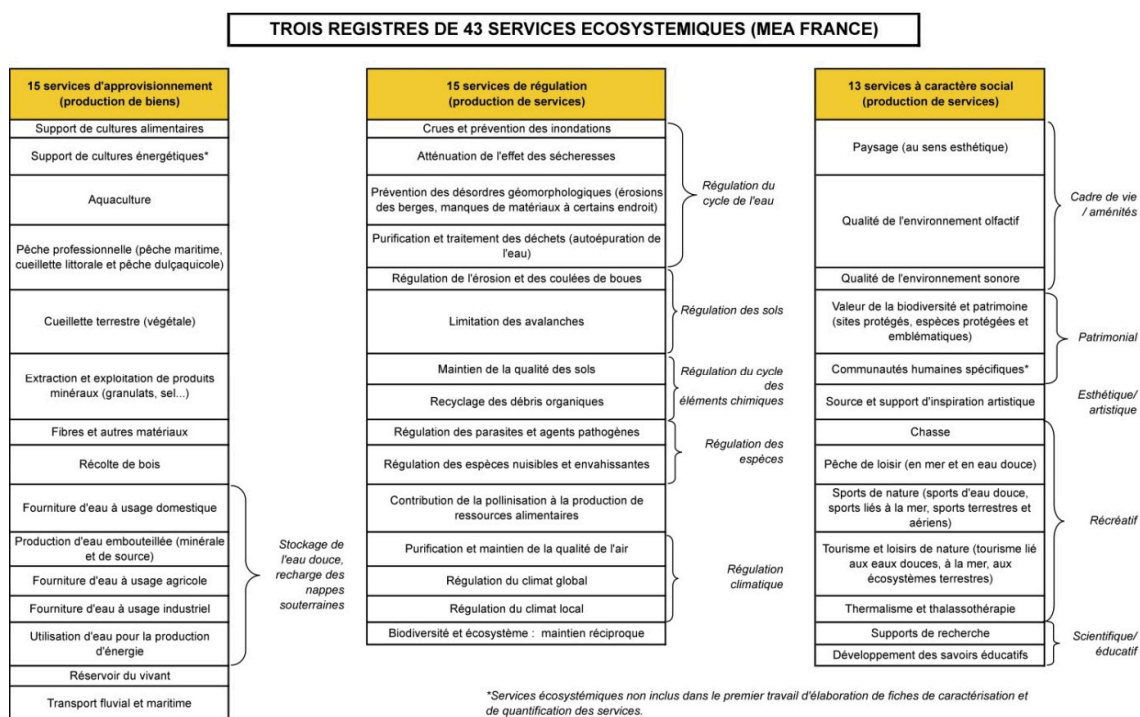 TROIS REGISTRES DE 43 SERVICES ECOSYSTEMIQUES (MEA FRANCE)
15 services d'approvisionnement
(production de biens)
Support de cultures alimentaires
Support de cultures énergétiques*
Aquaculture
Pêche professionnelle (pêche maritime,
cueillette littorale et pêche dulçaquicole)
Cueillette terrestre (végétale)
Extraction et exploitation de produits
minéraux (granulats, sel...)
Fibres et autres matériaux
Récolte de bois
Fourniture d'eau à usage domestique
Production d'eau embouteillée (minérale
et de source)
Fourniture d'eau à usage agricole
Fourniture d'eau à usage industriel
Utilisation d'eau pour la production
d'énergie
Réservoir du vivant
Transport fluvial et maritime
Stockage de
l'eau douce,
recharge des
nappes
souterraines
15 services de régulation
(production de services)
Crues et prévention des inondations
Atténuation de l'effet des sécheresses
Prévention des désordres géomorphologiques (érosions
des berges, manques de matériaux à certains endroit)
Purification et traitement des déchets (autoépuration de
l'eau)
Régulation de l'érosion et des coulées de boues
Limitation des avalanches
Maintien de la qualité des sols
Recyclage des débris organiques
Régulation des parasites et agents pathogènes
Régulation des espèces nuisibles et envahissantes
Contribution de la pollinisation à la production de
ressources alimentaires
Purification et maintien de la qualité de l'air
Régulation du climat global
Régulation du climat local
Biodiversité et écosystème : maintien réciproque
Régulation du
cycle de l'eau
Régulation des sols
Régulation du cycle
des
éléments chimiques
Régulation des
espéces
Régulation
climatique
13 services à caractère social
(production de services)
Paysage (au sens esthétique)
Qualité de l'environnement olfactif
Qualité de l'environnement sonore
Valeur de la biodiversité et patrimoine
(sites protégés, espèces protégées et
emblématiques)
Communautés humaines spécifiques*
Source et support d'inspiration artistique
Chasse
Pêche de loisir (en mer et en eau douce)
Sports de nature (sports d'eau douce,
sports liés à la mer, sports terrestres et
aériens)
Tourisme et loisirs de nature (tourisme lié
aux eaux douces, à la mer, aux
écosystèmes terrestres)
Thermalisme et thalassothérapie
Supports de recherche
Développement des savoirs éducatifs
Cadre de vie
/ aménités
Patrimonial
Esthétique/
artistique
Récréatif
Scientifique/
éducatif
*Services écosystémiques non inclus dans le premier travail d'élaboration de fiches de caractérisation et
de quantification des services.